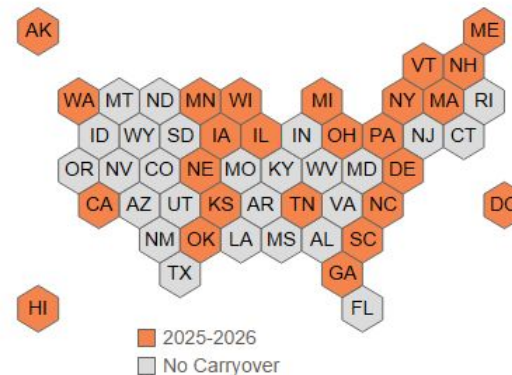 AK ME
VT NH
WA MT ND MN WI MI NY MA RI
ID WY SD IA IL IN OH PA NJ CT
OR NV CO NE MO KY WV MD DE
CA AZ UT KS AR TN VA NC DC
NM OK LA MS AL SC
TX GA
HI FL
2025-2026
No Carryover